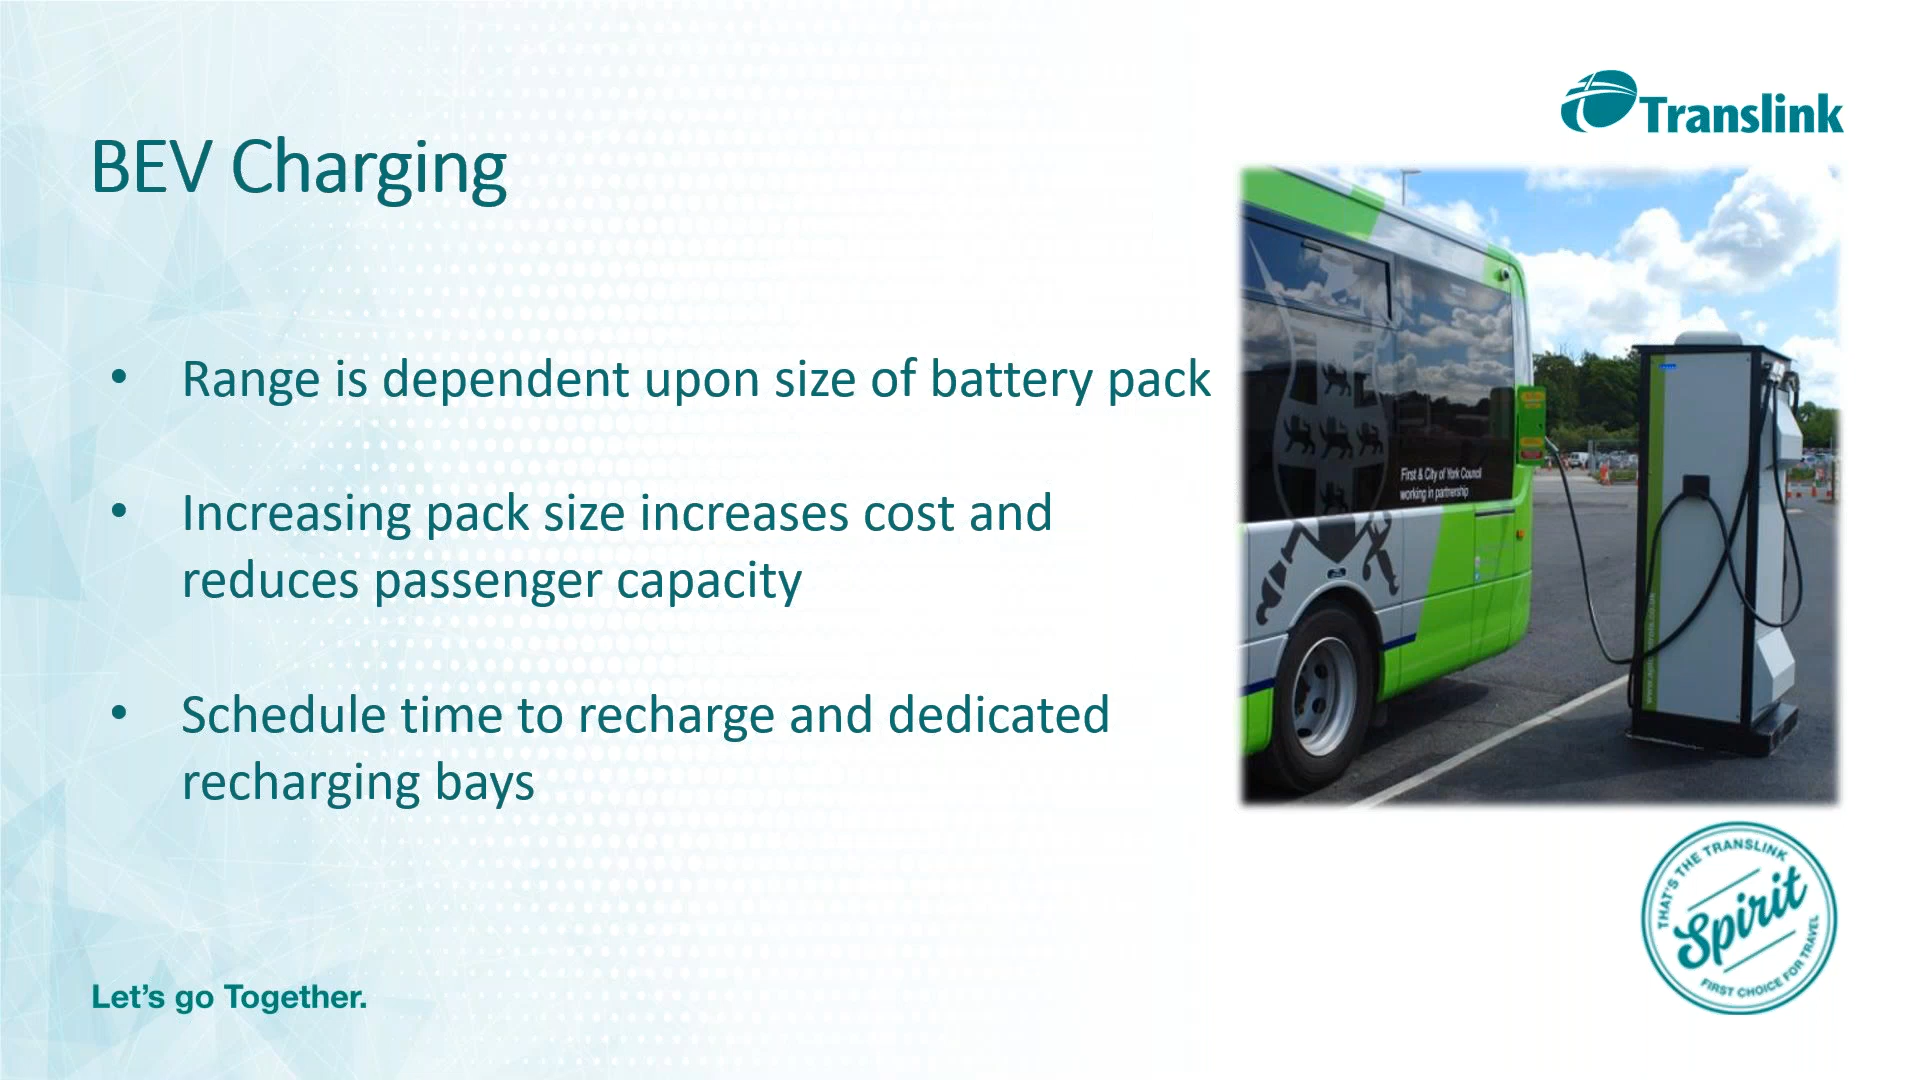 Translink
BEV Charging
• Range is dependent upon size of battery pack
• Increasing pack size increases cost and
reduces passenger capacity
• Schedule time to recharge and dedicated
recharging bays
First & City of York Council
working in partnership
THAT'S THE TRANSLINK
Spirit
FIRST CHOICE FOR TRAVEL
Let's go Together.